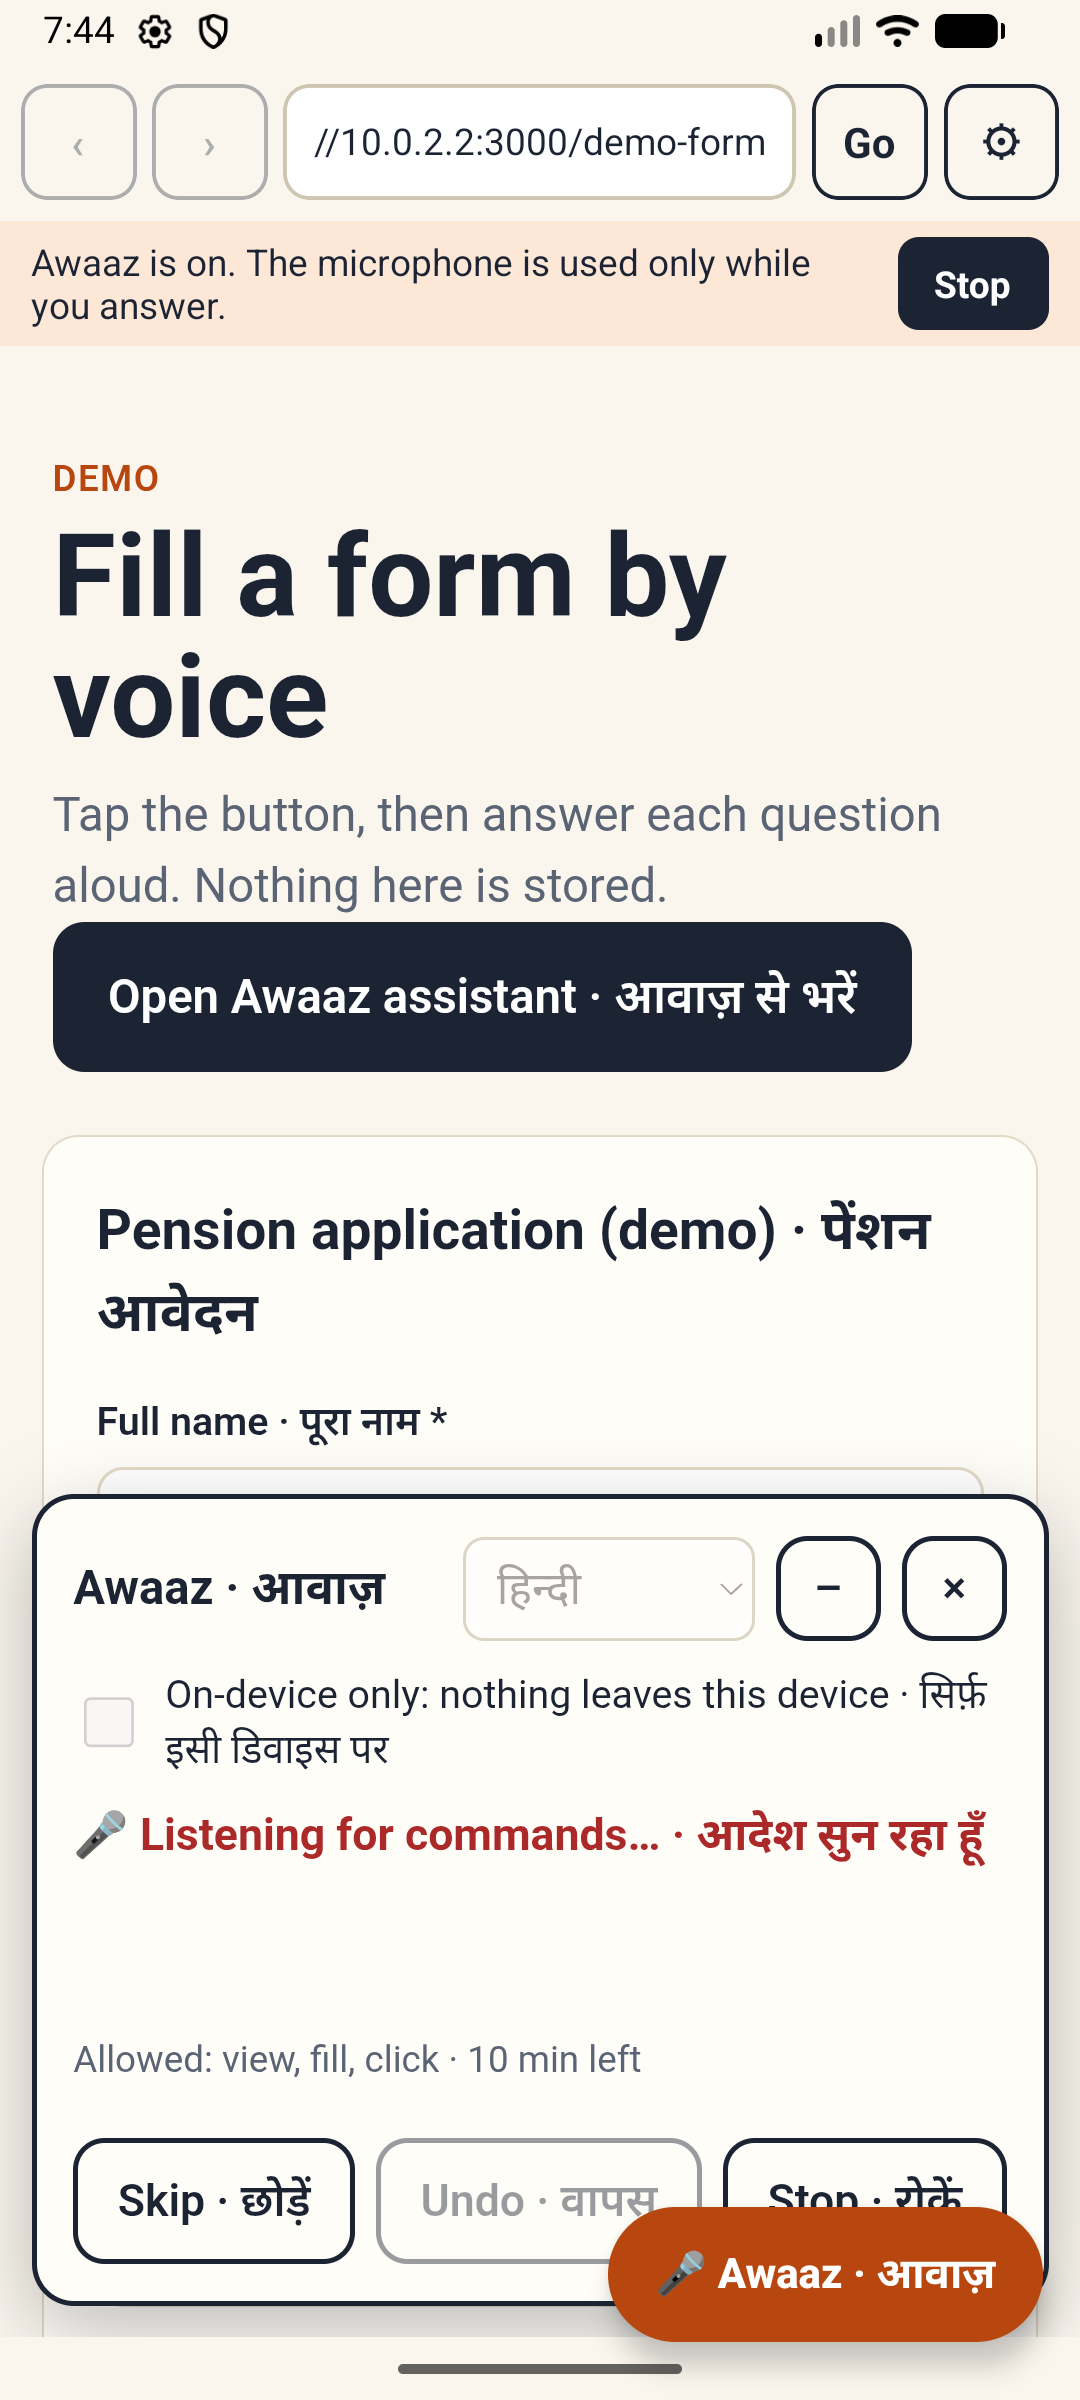 7:44
‹
›
//10.0.2.2:3000/demo-form
Go
Awaaz is on. The microphone is used only while
you answer.
Stop
DEMO
Fill a form by
voice
Tap the button, then answer each question
aloud. Nothing here is stored.
Open Awaaz assistant · आवाज़ से भरें
Pension application (demo) · पेंशन
आवेदन
Full name · पूरा नाम *
Awaaz · आवाज़
हिन्दी
–
×
On-device only: nothing leaves this device · सिर्फ़
इसी डिवाइस पर
🎤 Listening for commands… · आदेश सुन रहा हूँ
Allowed: view, fill, click · 10 min left
Skip · छोड़ें
Undo · वापस
Stop · रोकें
🎤 Awaaz · आवाज़